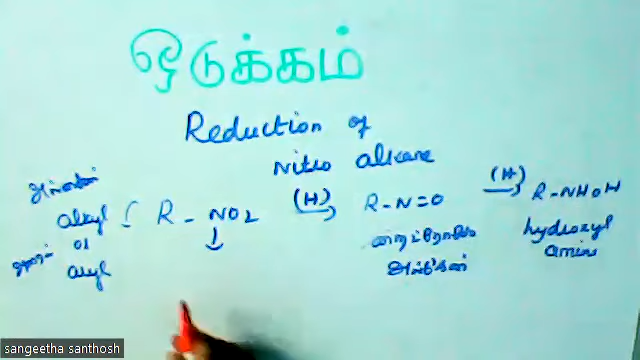 ஒடுக்கம்
Reduction of
nitro alkane
alkyl R - NO2 (H) R - N=O (H) R - NHOH
or
aryl
hydroxyl
amine
sangeetha santhosh